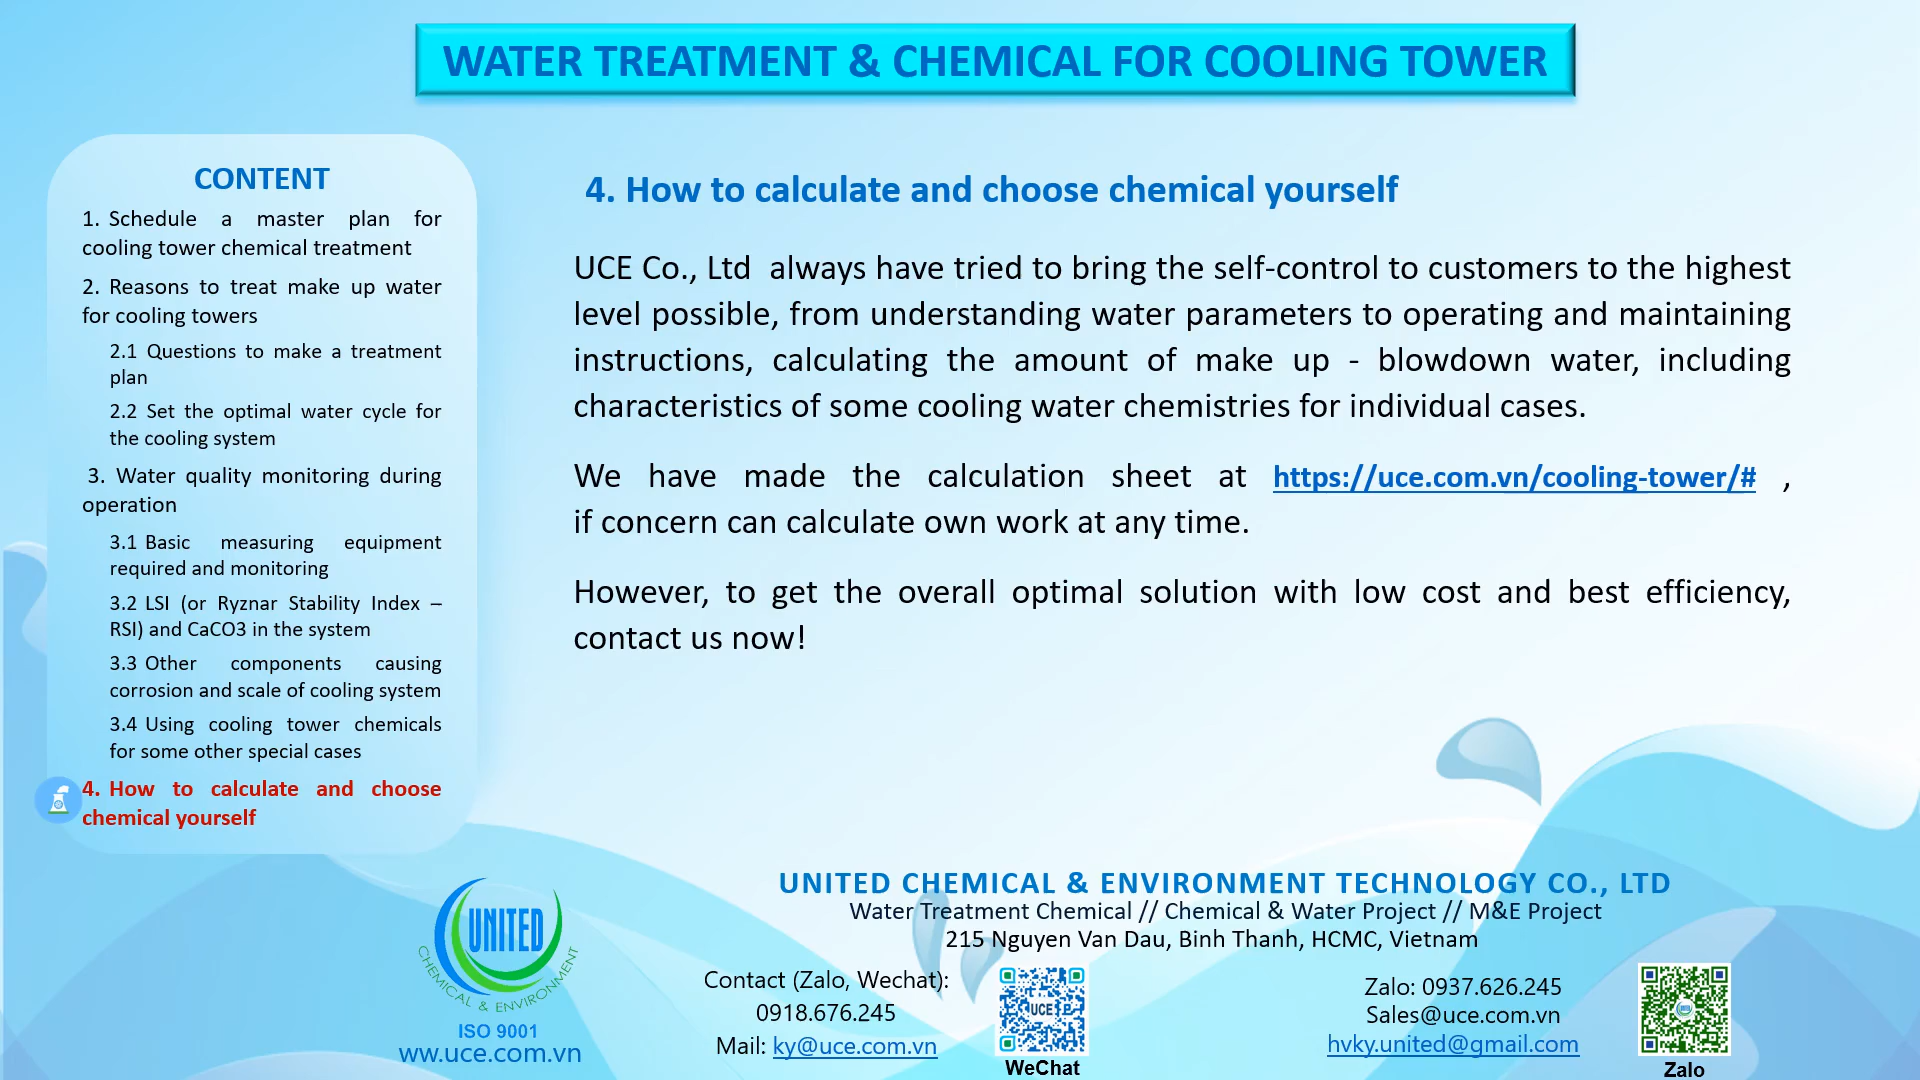 WATER TREATMENT & CHEMICAL FOR COOLING TOWER
CONTENT
1. Schedule a master plan for
cooling tower chemical treatment
2. Reasons to treat make up water
for cooling towers
2.1 Questions to make a treatment
plan
2.2 Set the optimal water cycle for
the cooling system
3. Water quality monitoring during
operation
3.1 Basic measuring equipment
required and monitoring
3.2 LSI (or Ryznar Stability Index –
RSI) and CaCO3 in the system
3.3 Other components causing
corrosion and scale of cooling system
3.4 Using cooling tower chemicals
for some other special cases
4. How to calculate and choose
chemical yourself
4. How to calculate and choose chemical yourself
UCE Co., Ltd always have tried to bring the self-control to customers to the highest
level possible, from understanding water parameters to operating and maintaining
instructions, calculating the amount of make up - blowdown water, including
characteristics of some cooling water chemistries for individual cases.
We have made the calculation sheet at https://uce.com.vn/cooling-tower/# ,
if concern can calculate own work at any time.
However, to get the overall optimal solution with low cost and best efficiency,
contact us now!
UNITED
CHEMICAL & ENVIRONMENT
ISO 9001
ww.uce.com.vn
UNITED CHEMICAL & ENVIRONMENT TECHNOLOGY CO., LTD
Water Treatment Chemical // Chemical & Water Project // M&E Project
215 Nguyen Van Dau, Binh Thanh, HCMC, Vietnam
Contact (Zalo, Wechat):
0918.676.245
Mail: ky@uce.com.vn
WeChat
Zalo: 0937.626.245
Sales@uce.com.vn
hvky.united@gmail.com
Zalo